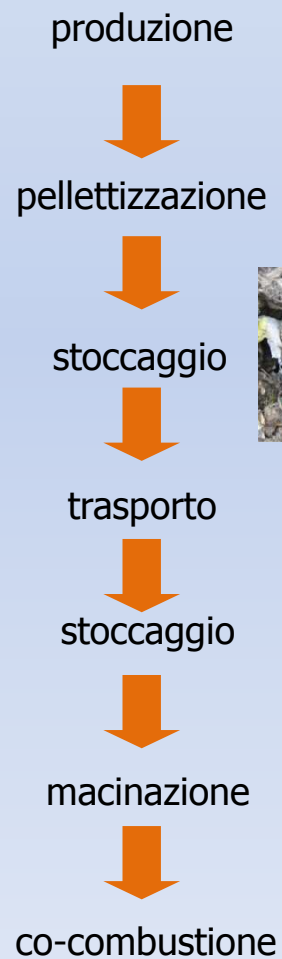 produzione
pellettizzazione
stoccaggio
trasporto
stoccaggio
macinazione
co-combustione